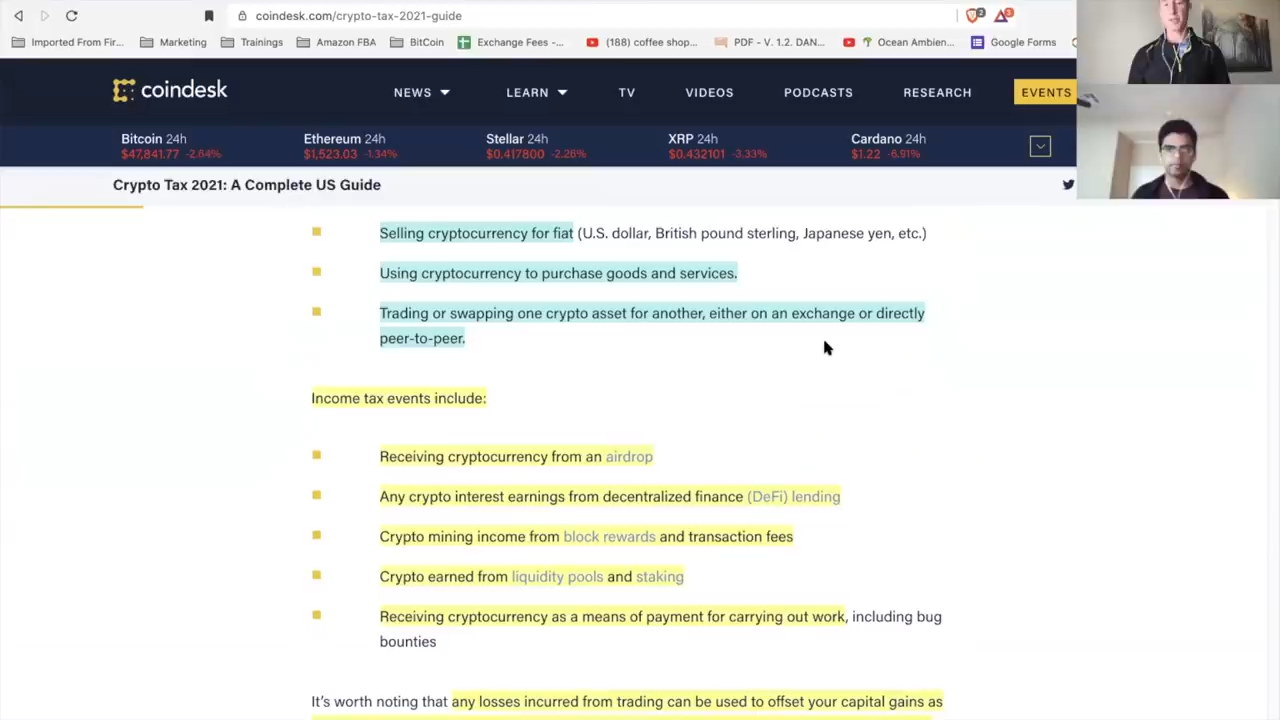 coindesk.com/crypto-tax-2021-guide
Imported From Fir... Marketing Trainings Amazon FBA BitCoin Exchange Fees -... (188) coffee shop... PDF - V. 1.2. DAN... Ocean Ambien... Google Forms
coindesk NEWS LEARN TV VIDEOS PODCASTS RESEARCH EVENTS
Bitcoin 24h Ethereum 24h Stellar 24h XRP 24h Cardano 24h
$47,841.77 -2.64% $1,523.03 -1.34% $0.417800 -2.26% $0.432101 -3.33% $1.22 -6.91%
Crypto Tax 2021: A Complete US Guide
Selling cryptocurrency for fiat (U.S. dollar, British pound sterling, Japanese yen, etc.)
Using cryptocurrency to purchase goods and services.
Trading or swapping one crypto asset for another, either on an exchange or directly
peer-to-peer.
Income tax events include:
Receiving cryptocurrency from an airdrop
Any crypto interest earnings from decentralized finance (DeFi) lending
Crypto mining income from block rewards and transaction fees
Crypto earned from liquidity pools and staking
Receiving cryptocurrency as a means of payment for carrying out work, including bug
bounties
It's worth noting that any losses incurred from trading can be used to offset your capital gains as